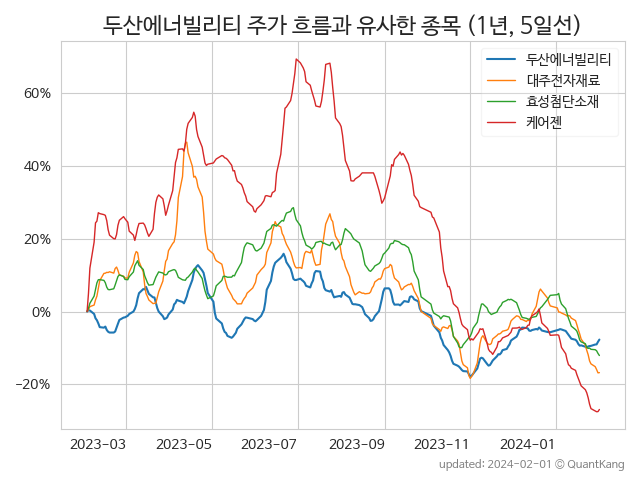 두산에너빌리티 주가 흐름과 유사한 종목 (1년, 5일선)
두산에너빌리티
대주전자재료
효성첨단소재
케어젠
60%
40%
20%
0%
−20%
2023-03 2023-05 2023-07 2023-09 2023-11 2024-01
updated: 2024-02-01 © QuantKang